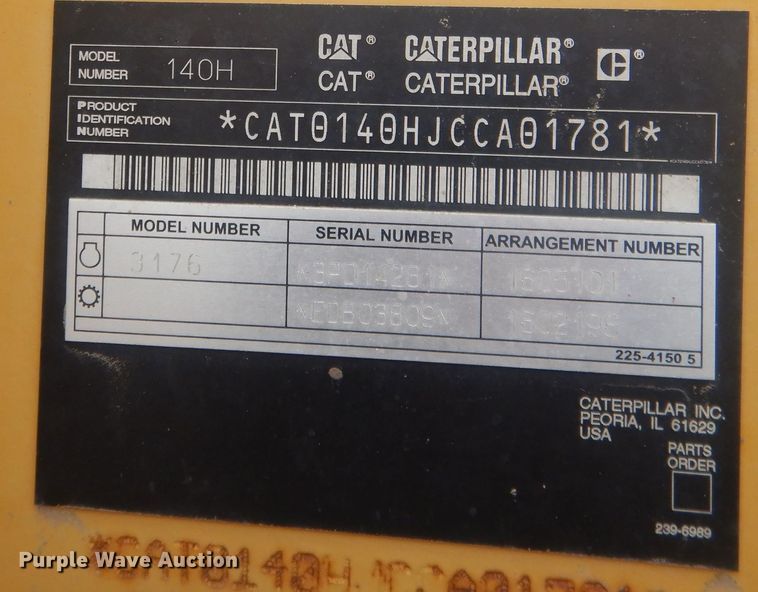 CAT® CATERPILLAR®
CAT® CATERPILLAR®
MODEL NUMBER 140H
PRODUCT IDENTIFICATION NUMBER *CAT0140HJCCA01781*
MODEL NUMBER SERIAL NUMBER ARRANGEMENT NUMBER
3176
225-4150 5
CATERPILLAR INC.
PEORIA, IL 61629
USA
PARTS
ORDER
239-6989
Purple Wave Auction